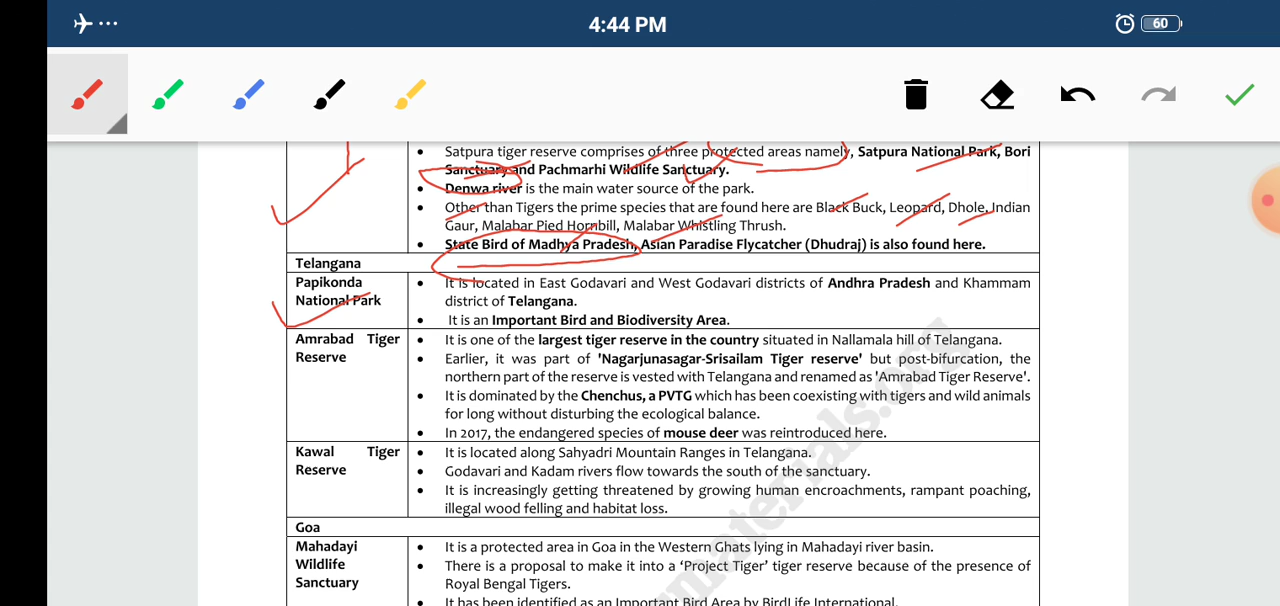 4:44 PM
60
• Satpura tiger reserve comprises of three protected areas namely, Satpura National Park, Bori
Sanctuary and Pachmarhi Wildlife Sanctuary.
• Denwa river is the main water source of the park.
• Other than Tigers the prime species that are found here are Black Buck, Leopard, Dhole, Indian
Gaur, Malabar Pied Hornbill, Malabar Whistling Thrush.
• State Bird of Madhya Pradesh, Asian Paradise Flycatcher (Dhudraj) is also found here.
Telangana
Papikonda
National Park
• It is located in East Godavari and West Godavari districts of Andhra Pradesh and Khammam
district of Telangana.
• It is an Important Bird and Biodiversity Area.
Amrabad Tiger
Reserve
• It is one of the largest tiger reserve in the country situated in Nallamala hill of Telangana.
• Earlier, it was part of 'Nagarjunasagar-Srisailam Tiger reserve' but post-bifurcation, the
northern part of the reserve is vested with Telangana and renamed as 'Amrabad Tiger Reserve'.
• It is dominated by the Chenchus, a PVTG which has been coexisting with tigers and wild animals
for long without disturbing the ecological balance.
• In 2017, the endangered species of mouse deer was reintroduced here.
Kawal Tiger
Reserve
• It is located along Sahyadri Mountain Ranges in Telangana.
• Godavari and Kadam rivers flow towards the south of the sanctuary.
• It is increasingly getting threatened by growing human encroachments, rampant poaching,
illegal wood felling and habitat loss.
Goa
Mahadayi
Wildlife
Sanctuary
• It is a protected area in Goa in the Western Ghats lying in Mahadayi river basin.
• There is a proposal to make it into a ‘Project Tiger’ tiger reserve because of the presence of
Royal Bengal Tigers.
• It has been identified as an Important Bird Area by BirdLife International.
materials.org